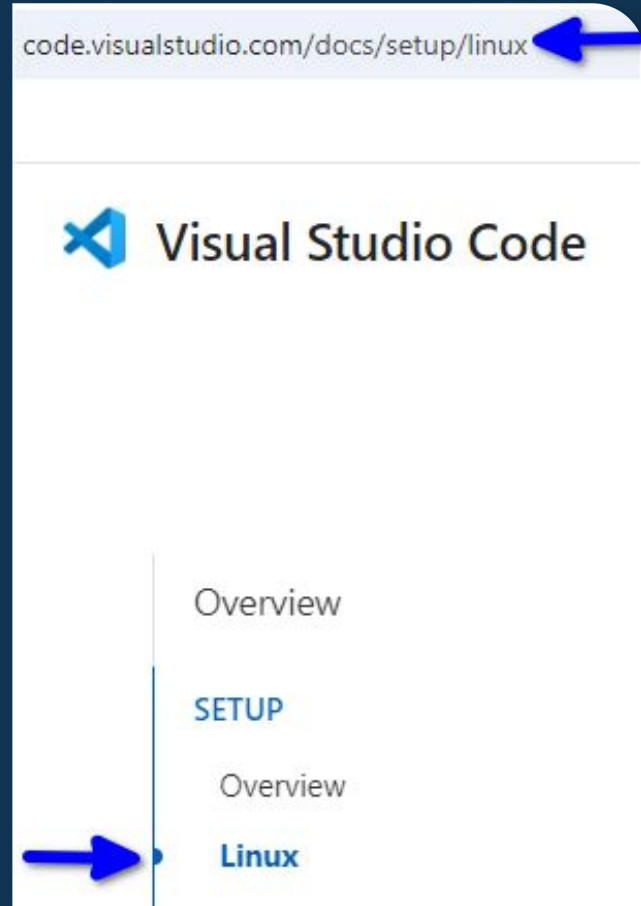 code.visualstudio.com/docs/setup/linux
Visual Studio Code
Overview
SETUP
Overview
Linux